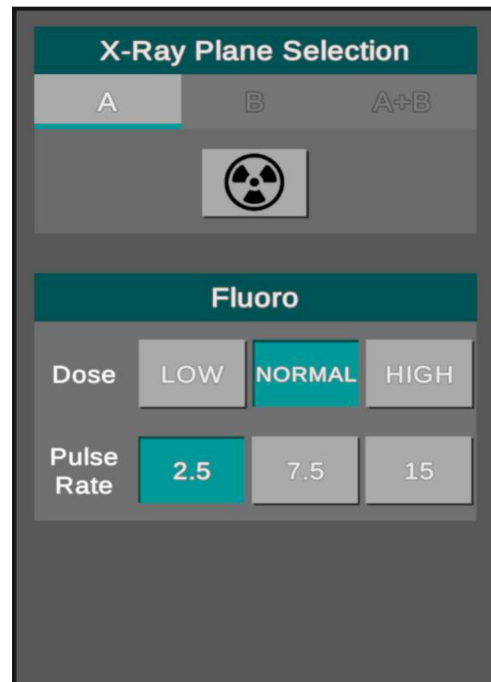 X-Ray Plane Selection
A B A+B
Fluoro
Dose LOW NORMAL HIGH
Pulse
Rate 2.5 7.5 15